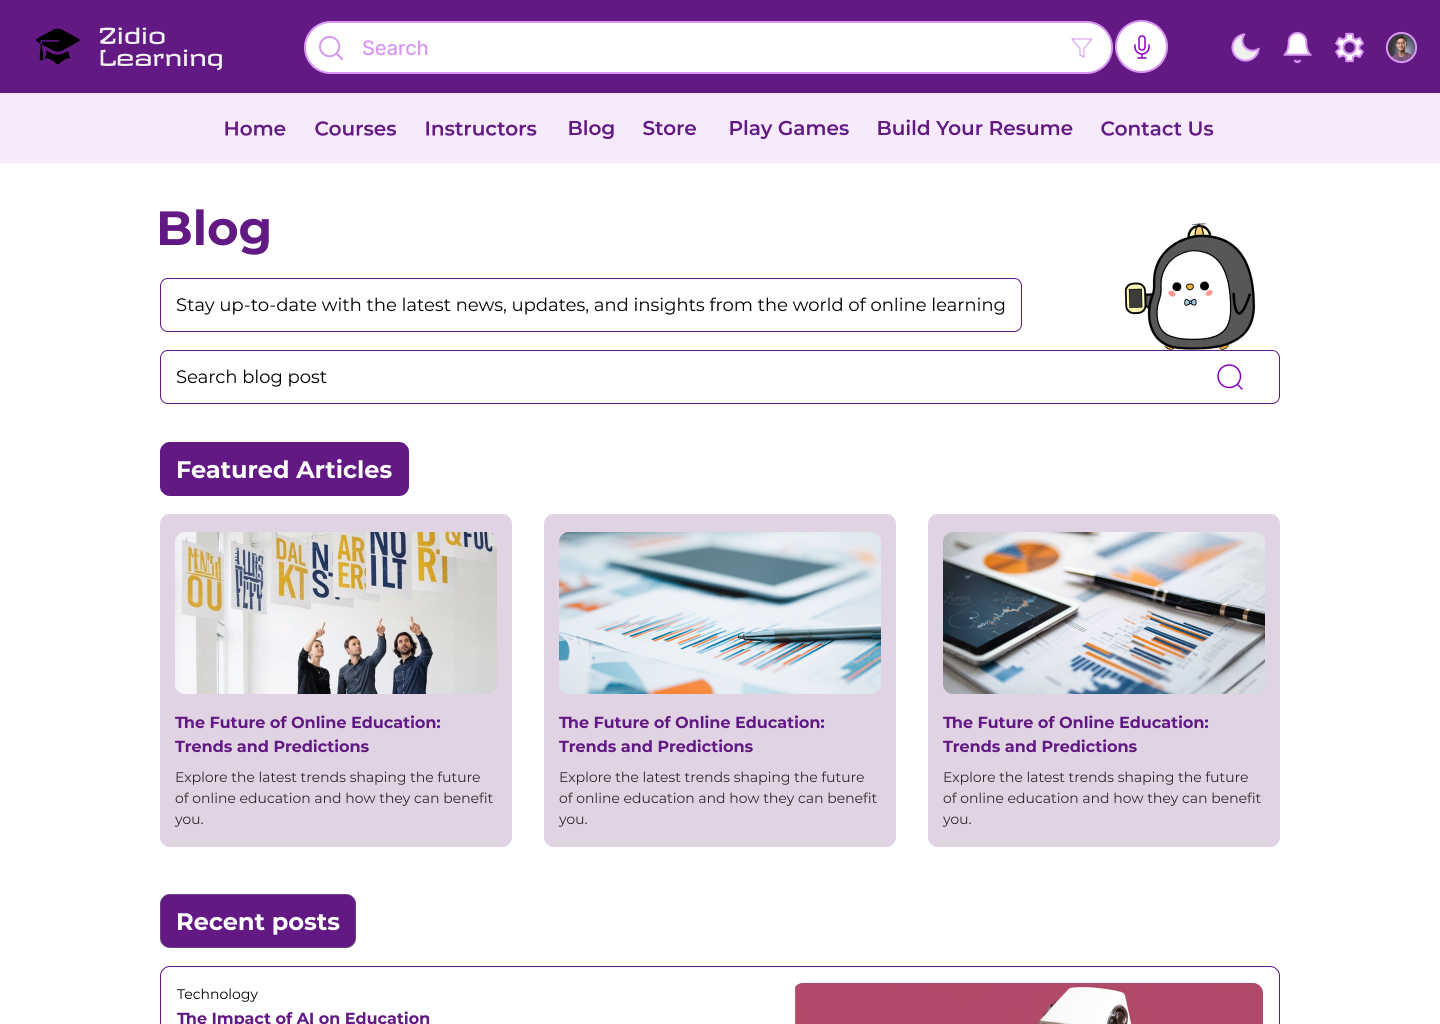 Zidio
Learning
Search
Home Courses Instructors Blog Store Play Games Build Your Resume Contact Us
Blog
Stay up-to-date with the latest news, updates, and insights from the world of online learning
Search blog post
Featured Articles
The Future of Online Education:
Trends and Predictions
Explore the latest trends shaping the future
of online education and how they can benefit
you.
The Future of Online Education:
Trends and Predictions
Explore the latest trends shaping the future
of online education and how they can benefit
you.
The Future of Online Education:
Trends and Predictions
Explore the latest trends shaping the future
of online education and how they can benefit
you.
Recent posts
Technology
The Impact of AI on Education